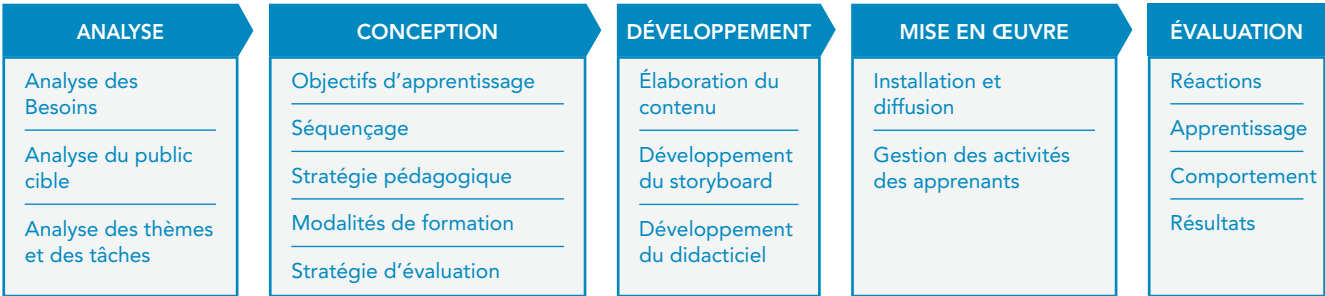 ANALYSE
Analyse des
Besoins
Analyse du public
cible
Analyse des thèmes
et des tâches
CONCEPTION
Objectifs d’apprentissage
Séquençage
Stratégie pédagogique
Modalités de formation
Stratégie d’évaluation
DÉVELOPPEMENT
Élaboration du
contenu
Développement
du storyboard
Développement
du didacticiel
MISE EN ŒUVRE
Installation et
diffusion
Gestion des activités
des apprenants
ÉVALUATION
Réactions
Apprentissage
Comportement
Résultats